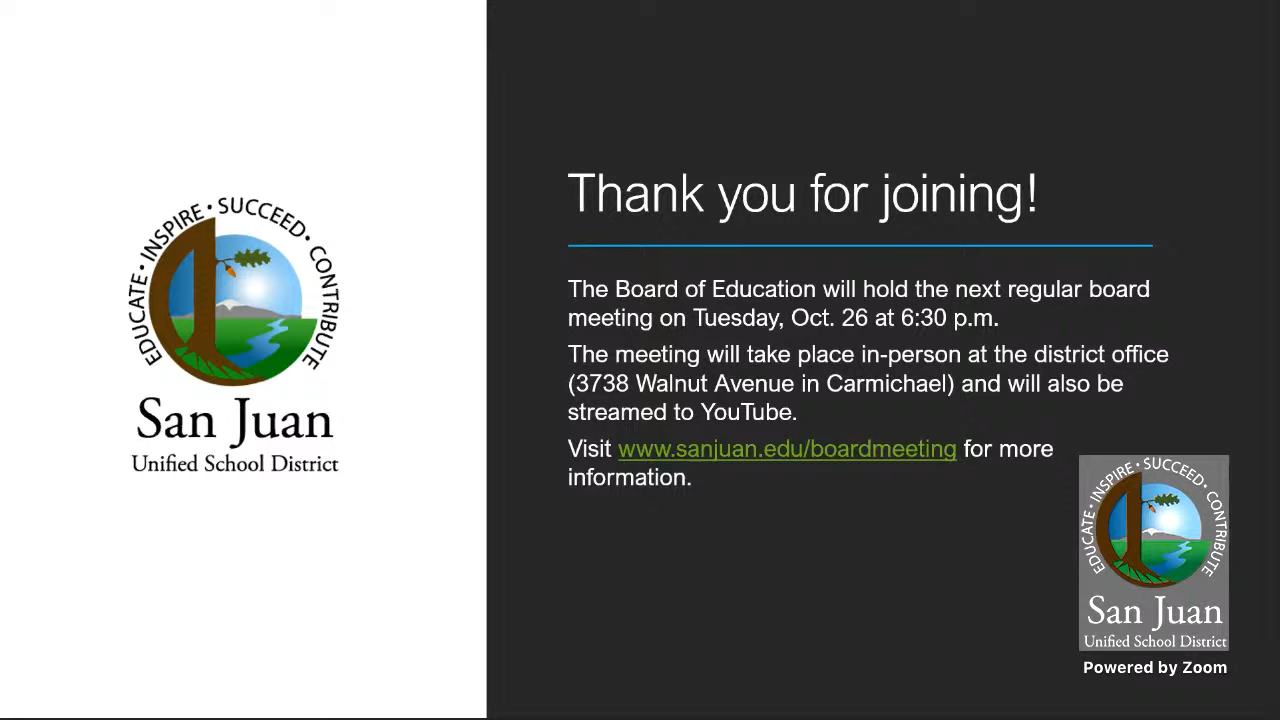 EDUCATE • INSPIRE • SUCCEED • CONTRIBUTE
San Juan
Unified School District
Thank you for joining!
The Board of Education will hold the next regular board
meeting on Tuesday, Oct. 26 at 6:30 p.m.
The meeting will take place in-person at the district office
(3738 Walnut Avenue in Carmichael) and will also be
streamed to YouTube.
Visit www.sanjuan.edu/boardmeeting for more
information.
EDUCATE • INSPIRE • SUCCEED • CONTRIBUTE
San Juan
Unified School District
Powered by Zoom